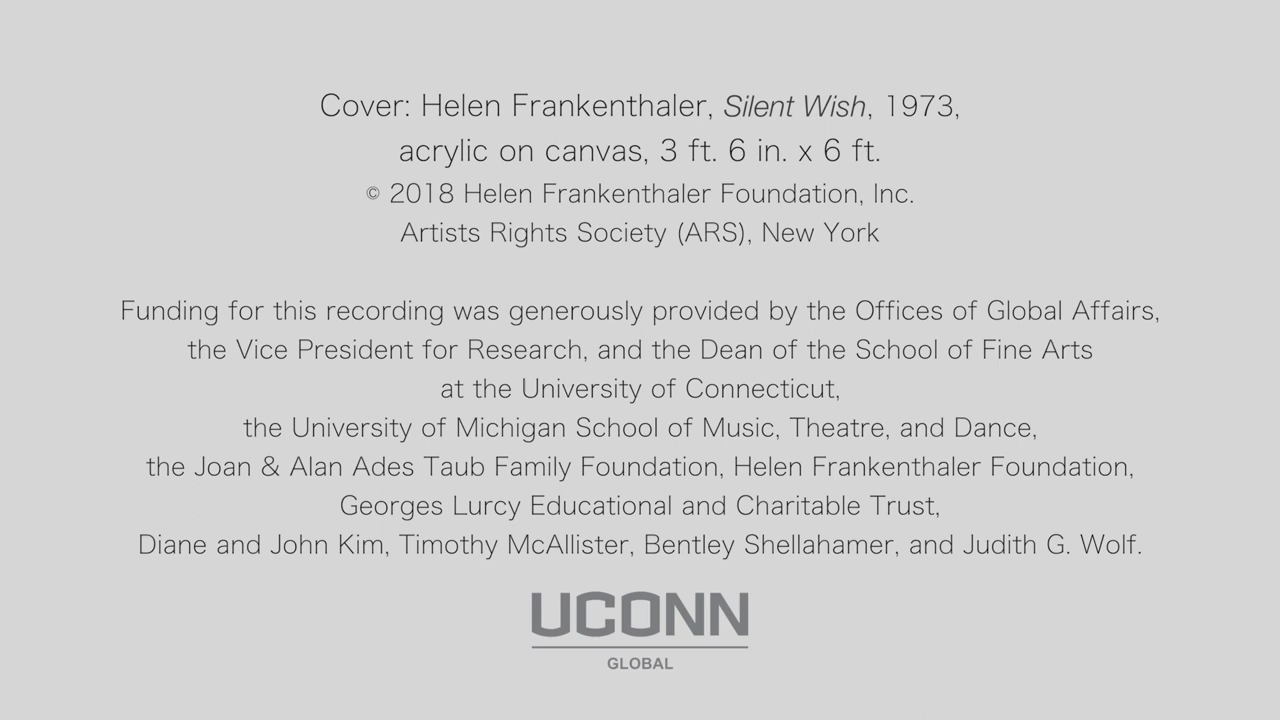 Cover: Helen Frankenthaler, Silent Wish, 1973,
acrylic on canvas, 3 ft. 6 in. x 6 ft.
© 2018 Helen Frankenthaler Foundation, Inc.
Artists Rights Society (ARS), New York
Funding for this recording was generously provided by the Offices of Global Affairs,
the Vice President for Research, and the Dean of the School of Fine Arts
at the University of Connecticut,
the University of Michigan School of Music, Theatre, and Dance,
the Joan & Alan Ades Taub Family Foundation, Helen Frankenthaler Foundation,
Georges Lurcy Educational and Charitable Trust,
Diane and John Kim, Timothy McAllister, Bentley Shellahamer, and Judith G. Wolf.
UCONN
GLOBAL